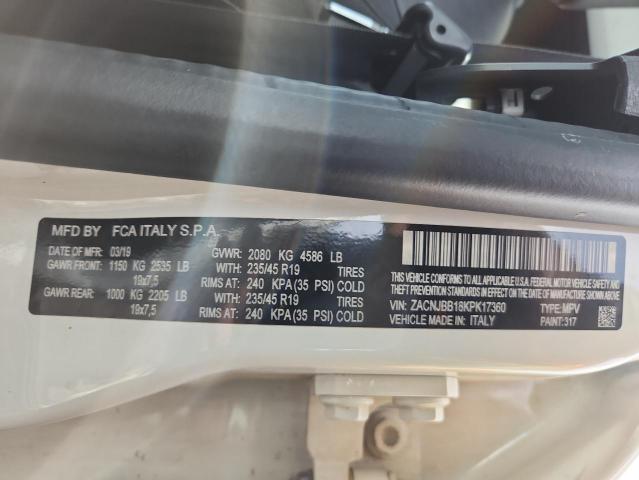 MFD BY FCA ITALY S.P.A.
DATE OF MFR: 03/19 GVWR: 2080 KG 4586 LB
GAWR FRONT: 1150 KG 2535 LB WITH: 235/45 R19 TIRES
19x7,5 RIMS AT: 240 KPA (35 PSI) COLD
GAWR REAR: 1000 KG 2205 LB WITH: 235/45 R19 TIRES
19x7,5 RIMS AT: 240 KPA (35 PSI) COLD
THIS VEHICLE CONFORMS TO ALL APPLICABLE U.S. FEDERAL MOTOR VEHICLE SAFETY
AND THEFT PREVENTION STANDARDS IN EFFECT ON THE DATE OF MANUFACTURE SHOWN ABOVE.
VIN: ZACNJBB18KPK17360 TYPE: MPV
VEHICLE MADE IN: ITALY PAINT: 317